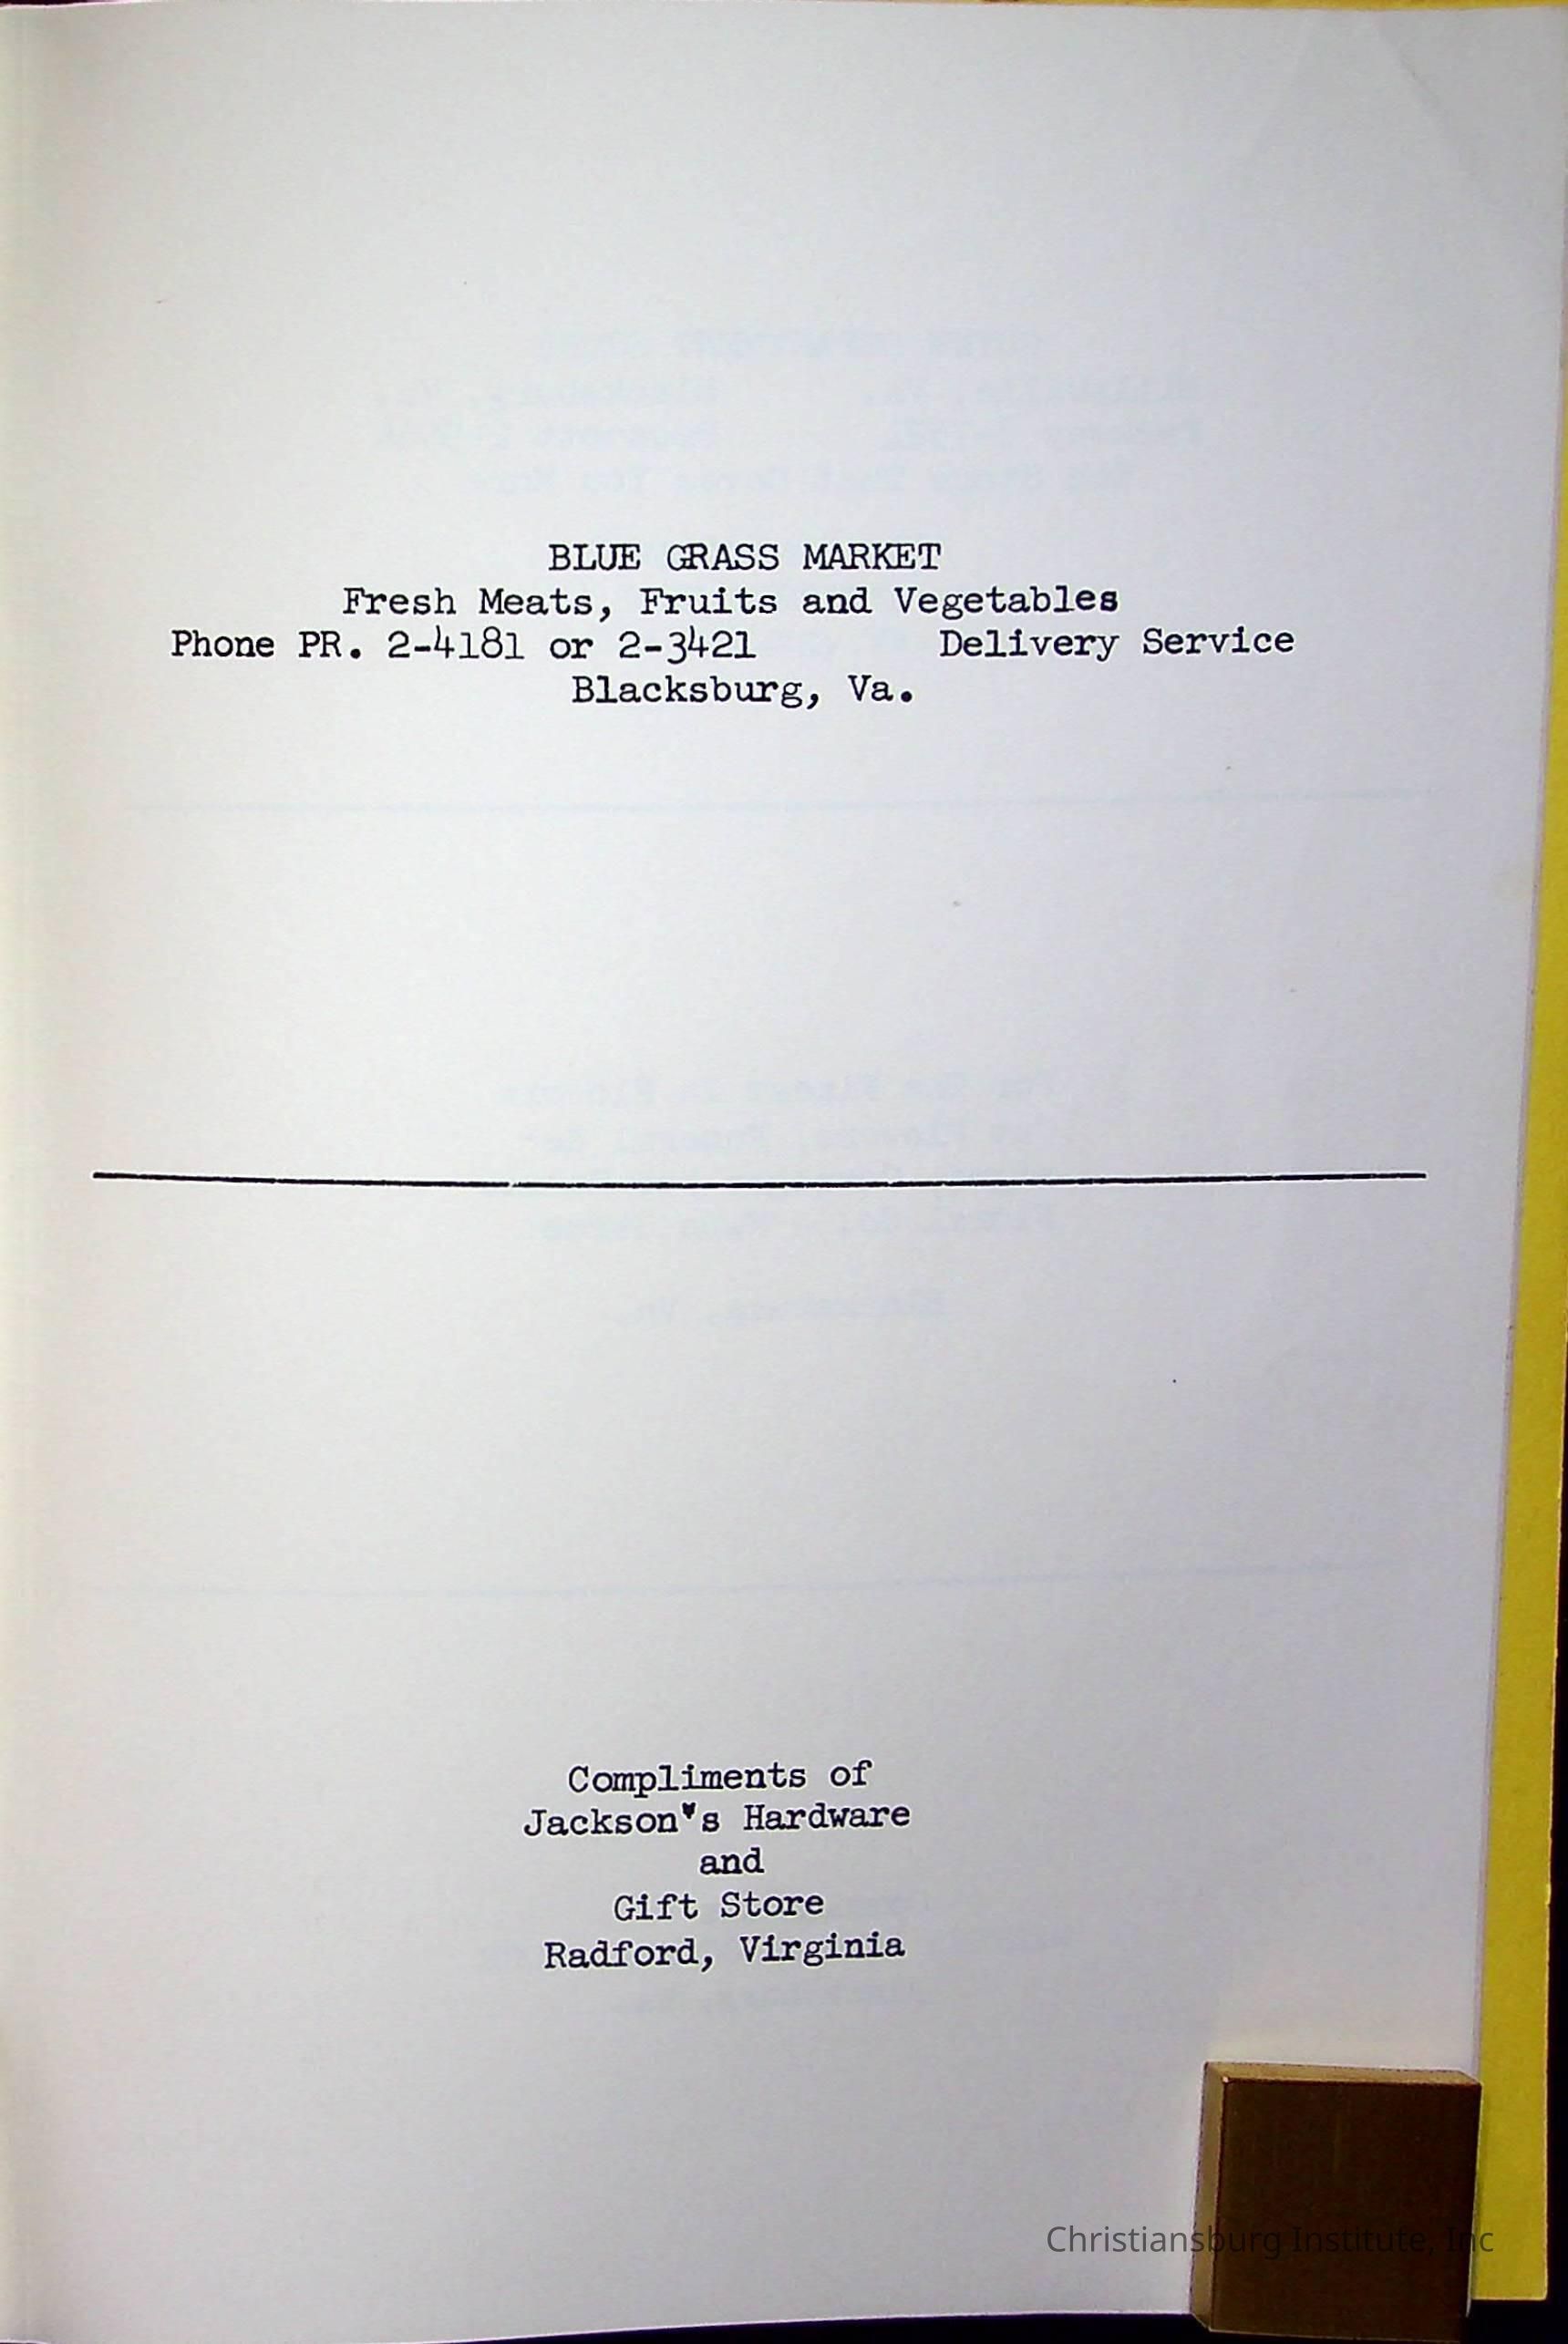 BLUE GRASS MARKET
Fresh Meats, Fruits and Vegetables
Phone PR. 2-4181 or 2-3421 Delivery Service
Blacksburg, Va.
Compliments of
Jackson's Hardware
and
Gift Store
Radford, Virginia
Christiansburg Institute, Inc